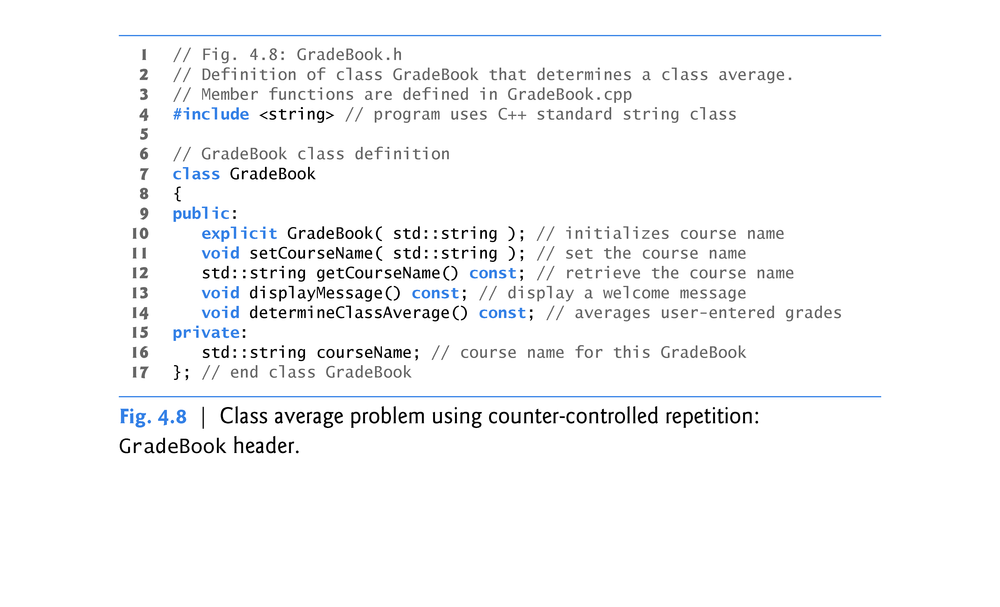 1 // Fig. 4.8: GradeBook.h
2 // Definition of class GradeBook that determines a class average.
3 // Member functions are defined in GradeBook.cpp
4 #include <string> // program uses C++ standard string class
5
6 // GradeBook class definition
7 class GradeBook
8 {
9 public:
10    explicit GradeBook( std::string ); // initializes course name
11    void setCourseName( std::string ); // set the course name
12    std::string getCourseName() const; // retrieve the course name
13    void displayMessage() const; // display a welcome message
14    void determineClassAverage() const; // averages user-entered grades
15 private:
16    std::string courseName; // course name for this GradeBook
17 }; // end class GradeBook
Fig. 4.8 | Class average problem using counter-controlled repetition:
GradeBook header.